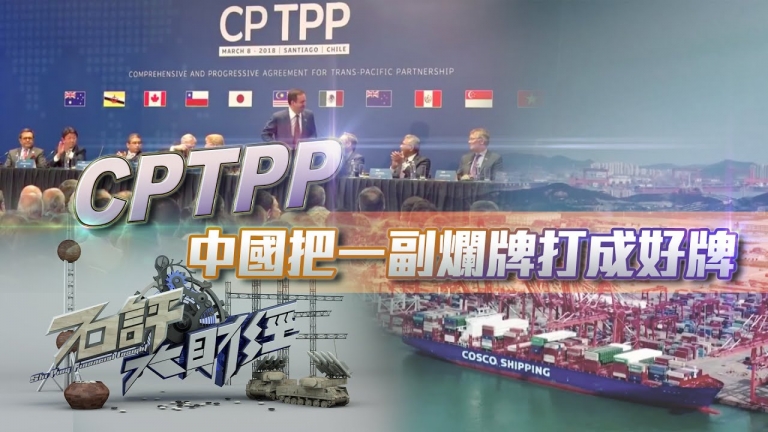 CPTPP
MARCH 8 - 2018 | SANTIAGO | CHILE
COMPREHENSIVE AND PROGRESSIVE AGREEMENT FOR TRANS-PACIFIC PARTNERSHIP
CPTPP
中國把一副爛牌打成好牌
石評大財經
COSCO SHIPPING